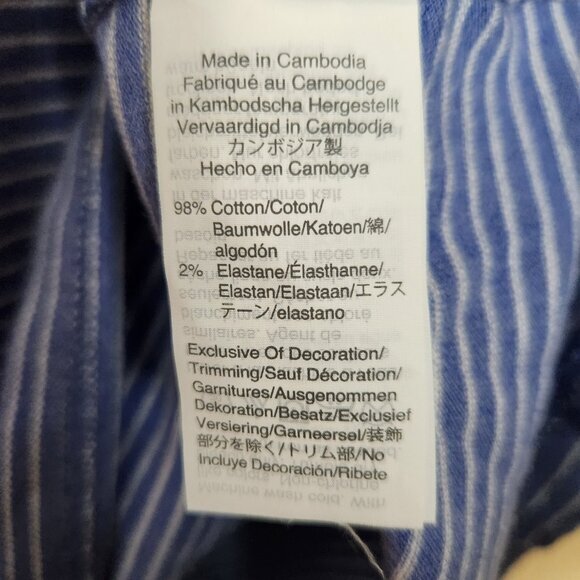 Made in Cambodia
Fabriqué au Cambodge
in Kambodscha Hergestellt
Vervaardigd in Cambodja
カンボジア製
Hecho en Camboya
98% Cotton/Coton/
Baumwolle/Katoen/綿/
algodón
2% Elastane/Élasthanne/
Elastan/Elastaan/エラス
テーン/elastano
Exclusive Of Decoration/
Trimming/Sauf Décoration/
Garnitures/Ausgenommen
Dekoration/Besatz/Exclusief
Versiering/Garneersel/装飾
部分を除く/トリム部/No
Incluye Decoración/Ribete